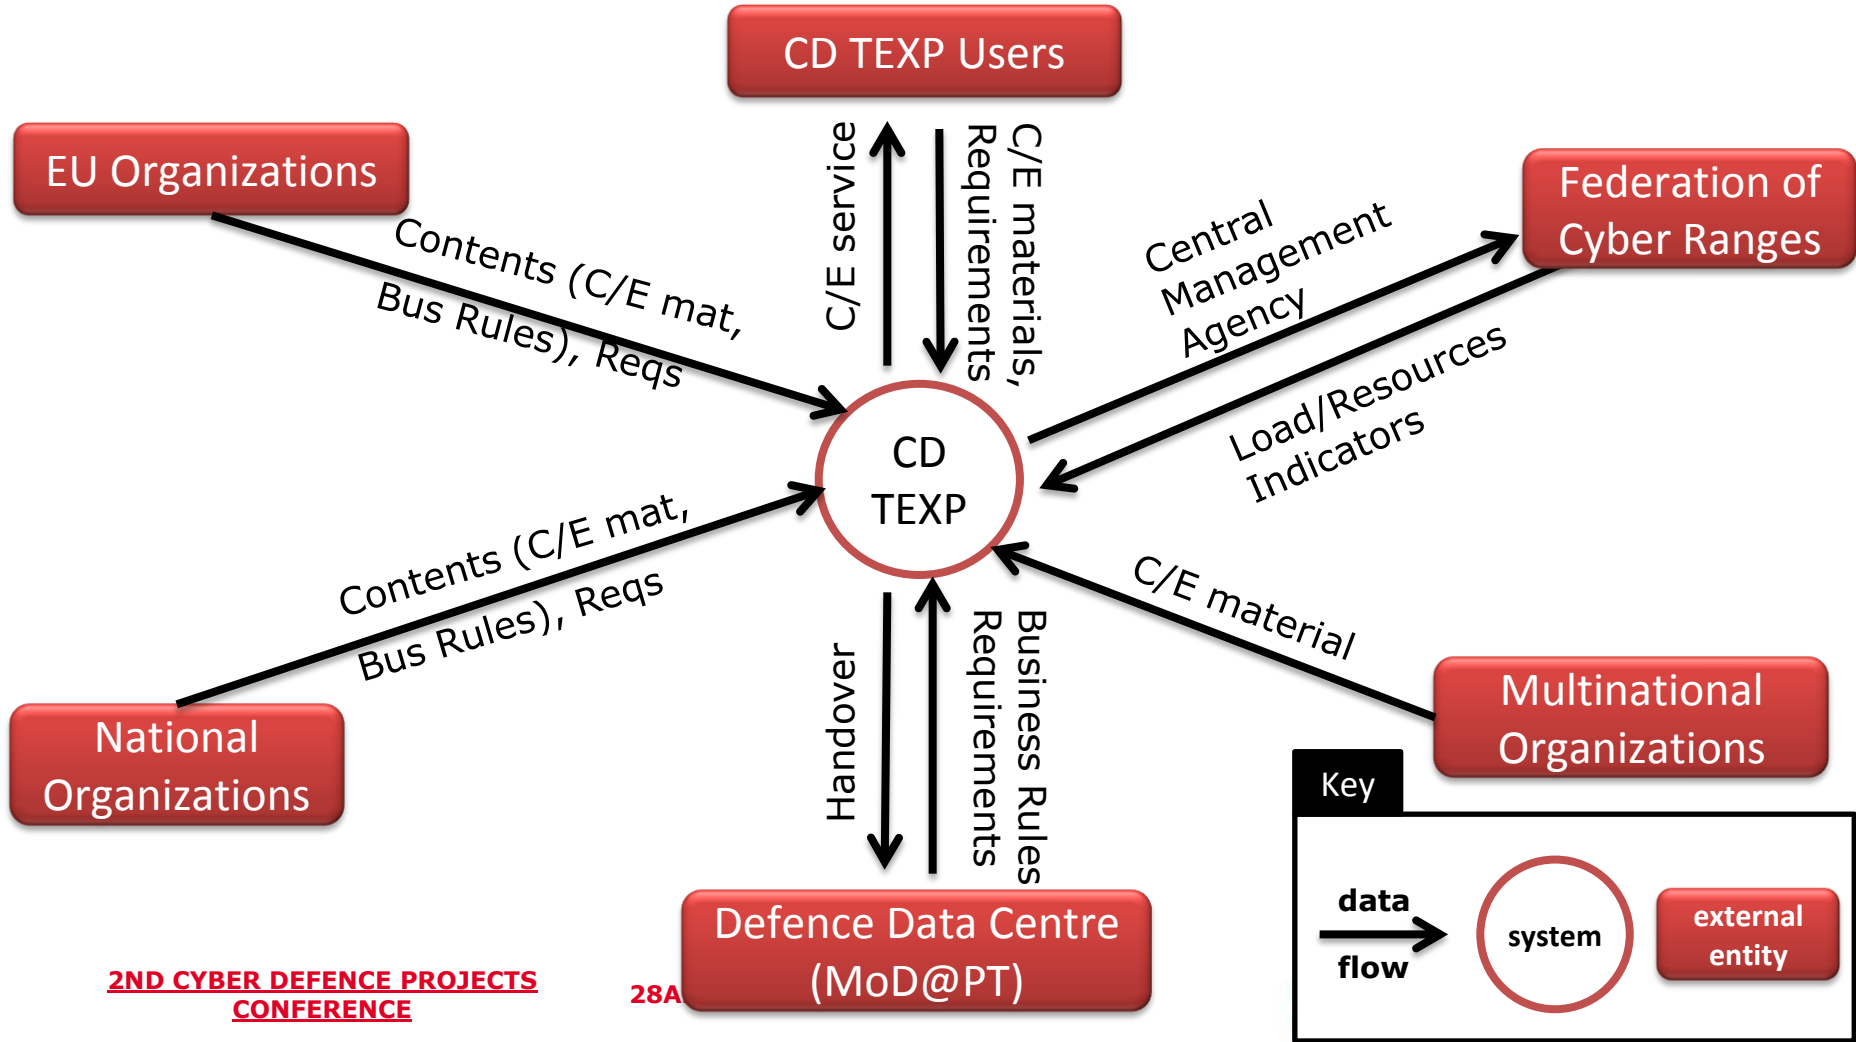 CD TEXP Users
EU Organizations
Federation of
Cyber Ranges
Contents (C/E mat,
Bus Rules), Reqs
C/E service
C/E materials,
Requirements
Central
Management
Agency
Load/Resources
Indicators
CD
TEXP
Contents (C/E mat,
Bus Rules), Reqs
C/E material
Handover
Business Rules
Requirements
National
Organizations
Multinational
Organizations
Defence Data Centre
(MoD@PT)
Key
data
flow
system
external
entity
2ND CYBER DEFENCE PROJECTS
CONFERENCE